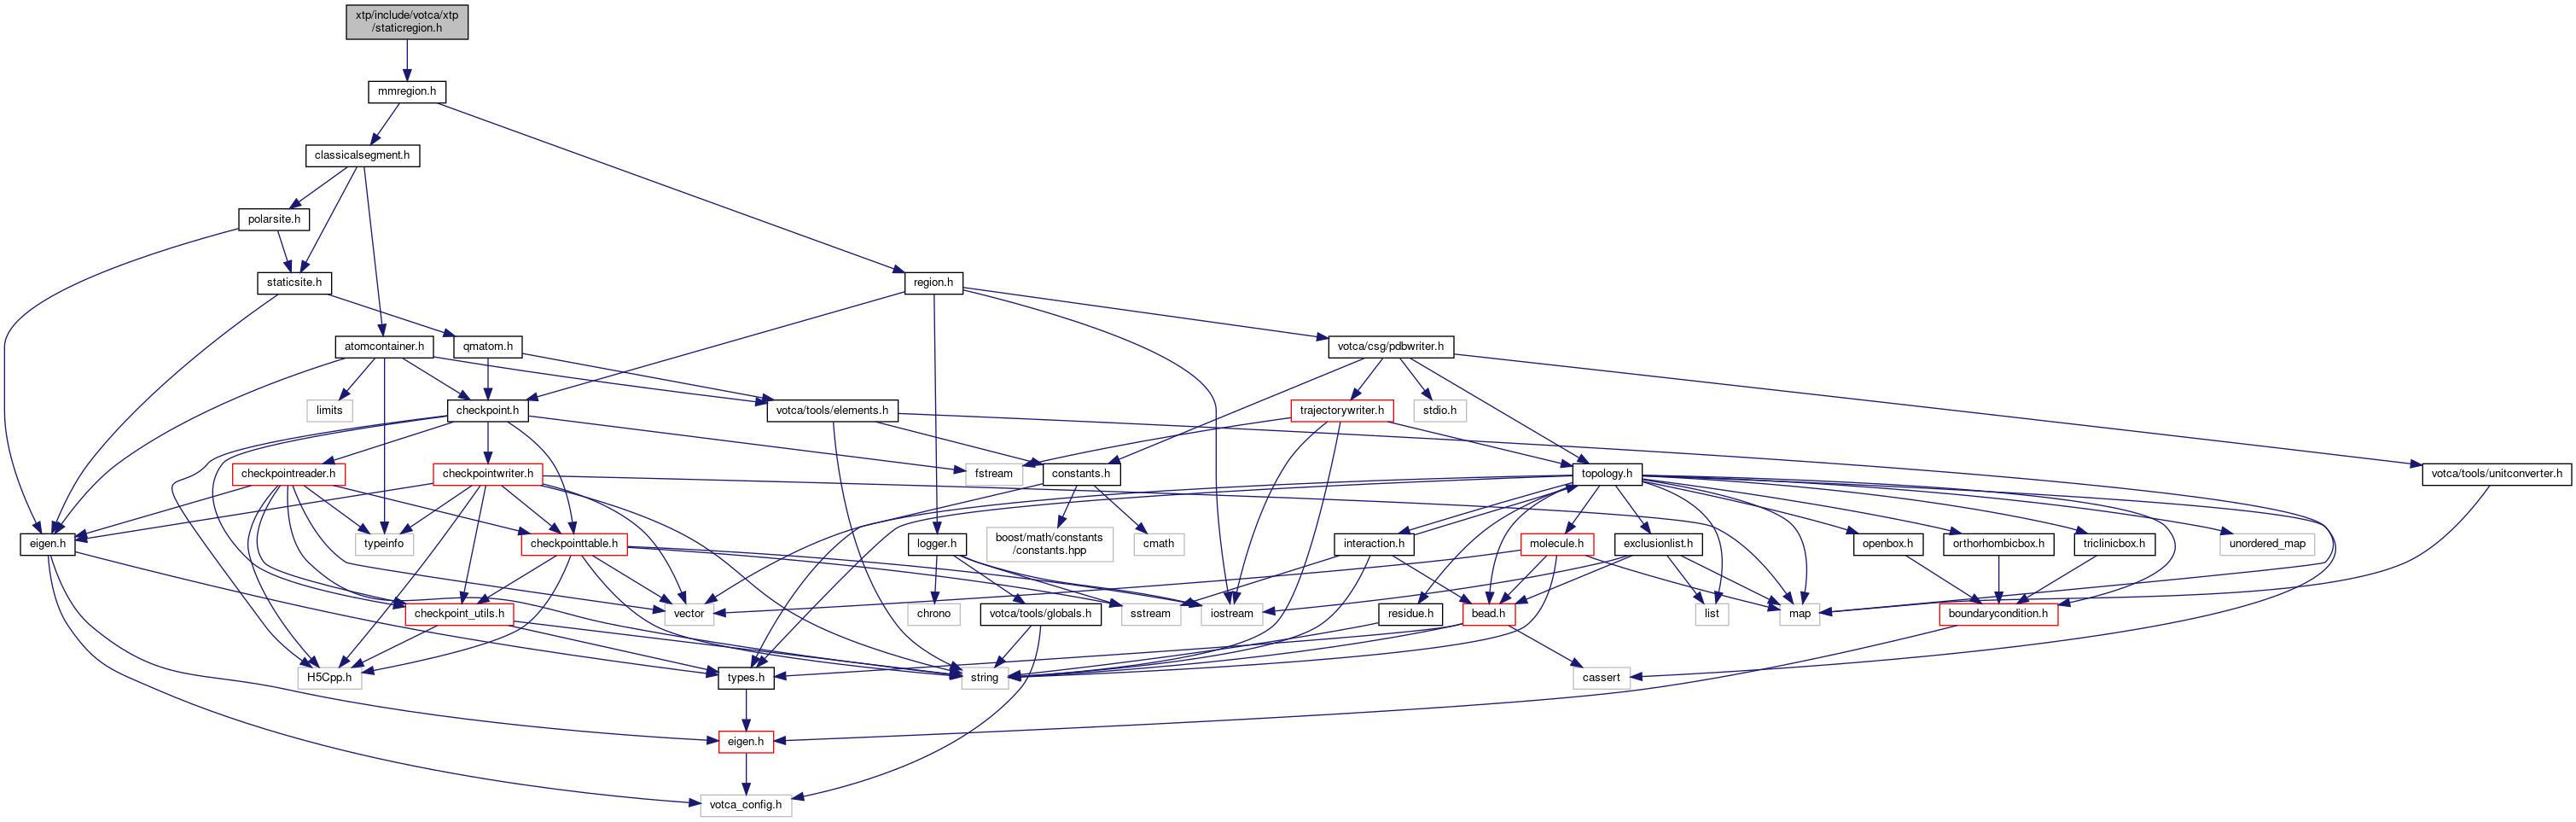 xtp/include/votca/xtp
/staticregion.h
mmregion.h
classicalsegment.h
polarsite.h
staticsite.h
region.h
atomcontainer.h
qmatom.h
votca/csg/pdbwriter.h
limits
checkpoint.h
votca/tools/elements.h
trajectorywriter.h
stdio.h
checkpointreader.h
checkpointwriter.h
fstream
constants.h
topology.h
votca/tools/unitconverter.h
eigen.h
typeinfo
checkpointtable.h
logger.h
boost/math/constants
/constants.hpp
cmath
interaction.h
molecule.h
exclusionlist.h
openbox.h
orthorhombicbox.h
triclinicbox.h
unordered_map
checkpoint_utils.h
vector
chrono
votca/tools/globals.h
sstream
iostream
residue.h
bead.h
list
map
boundarycondition.h
H5Cpp.h
types.h
string
cassert
eigen.h
votca_config.h